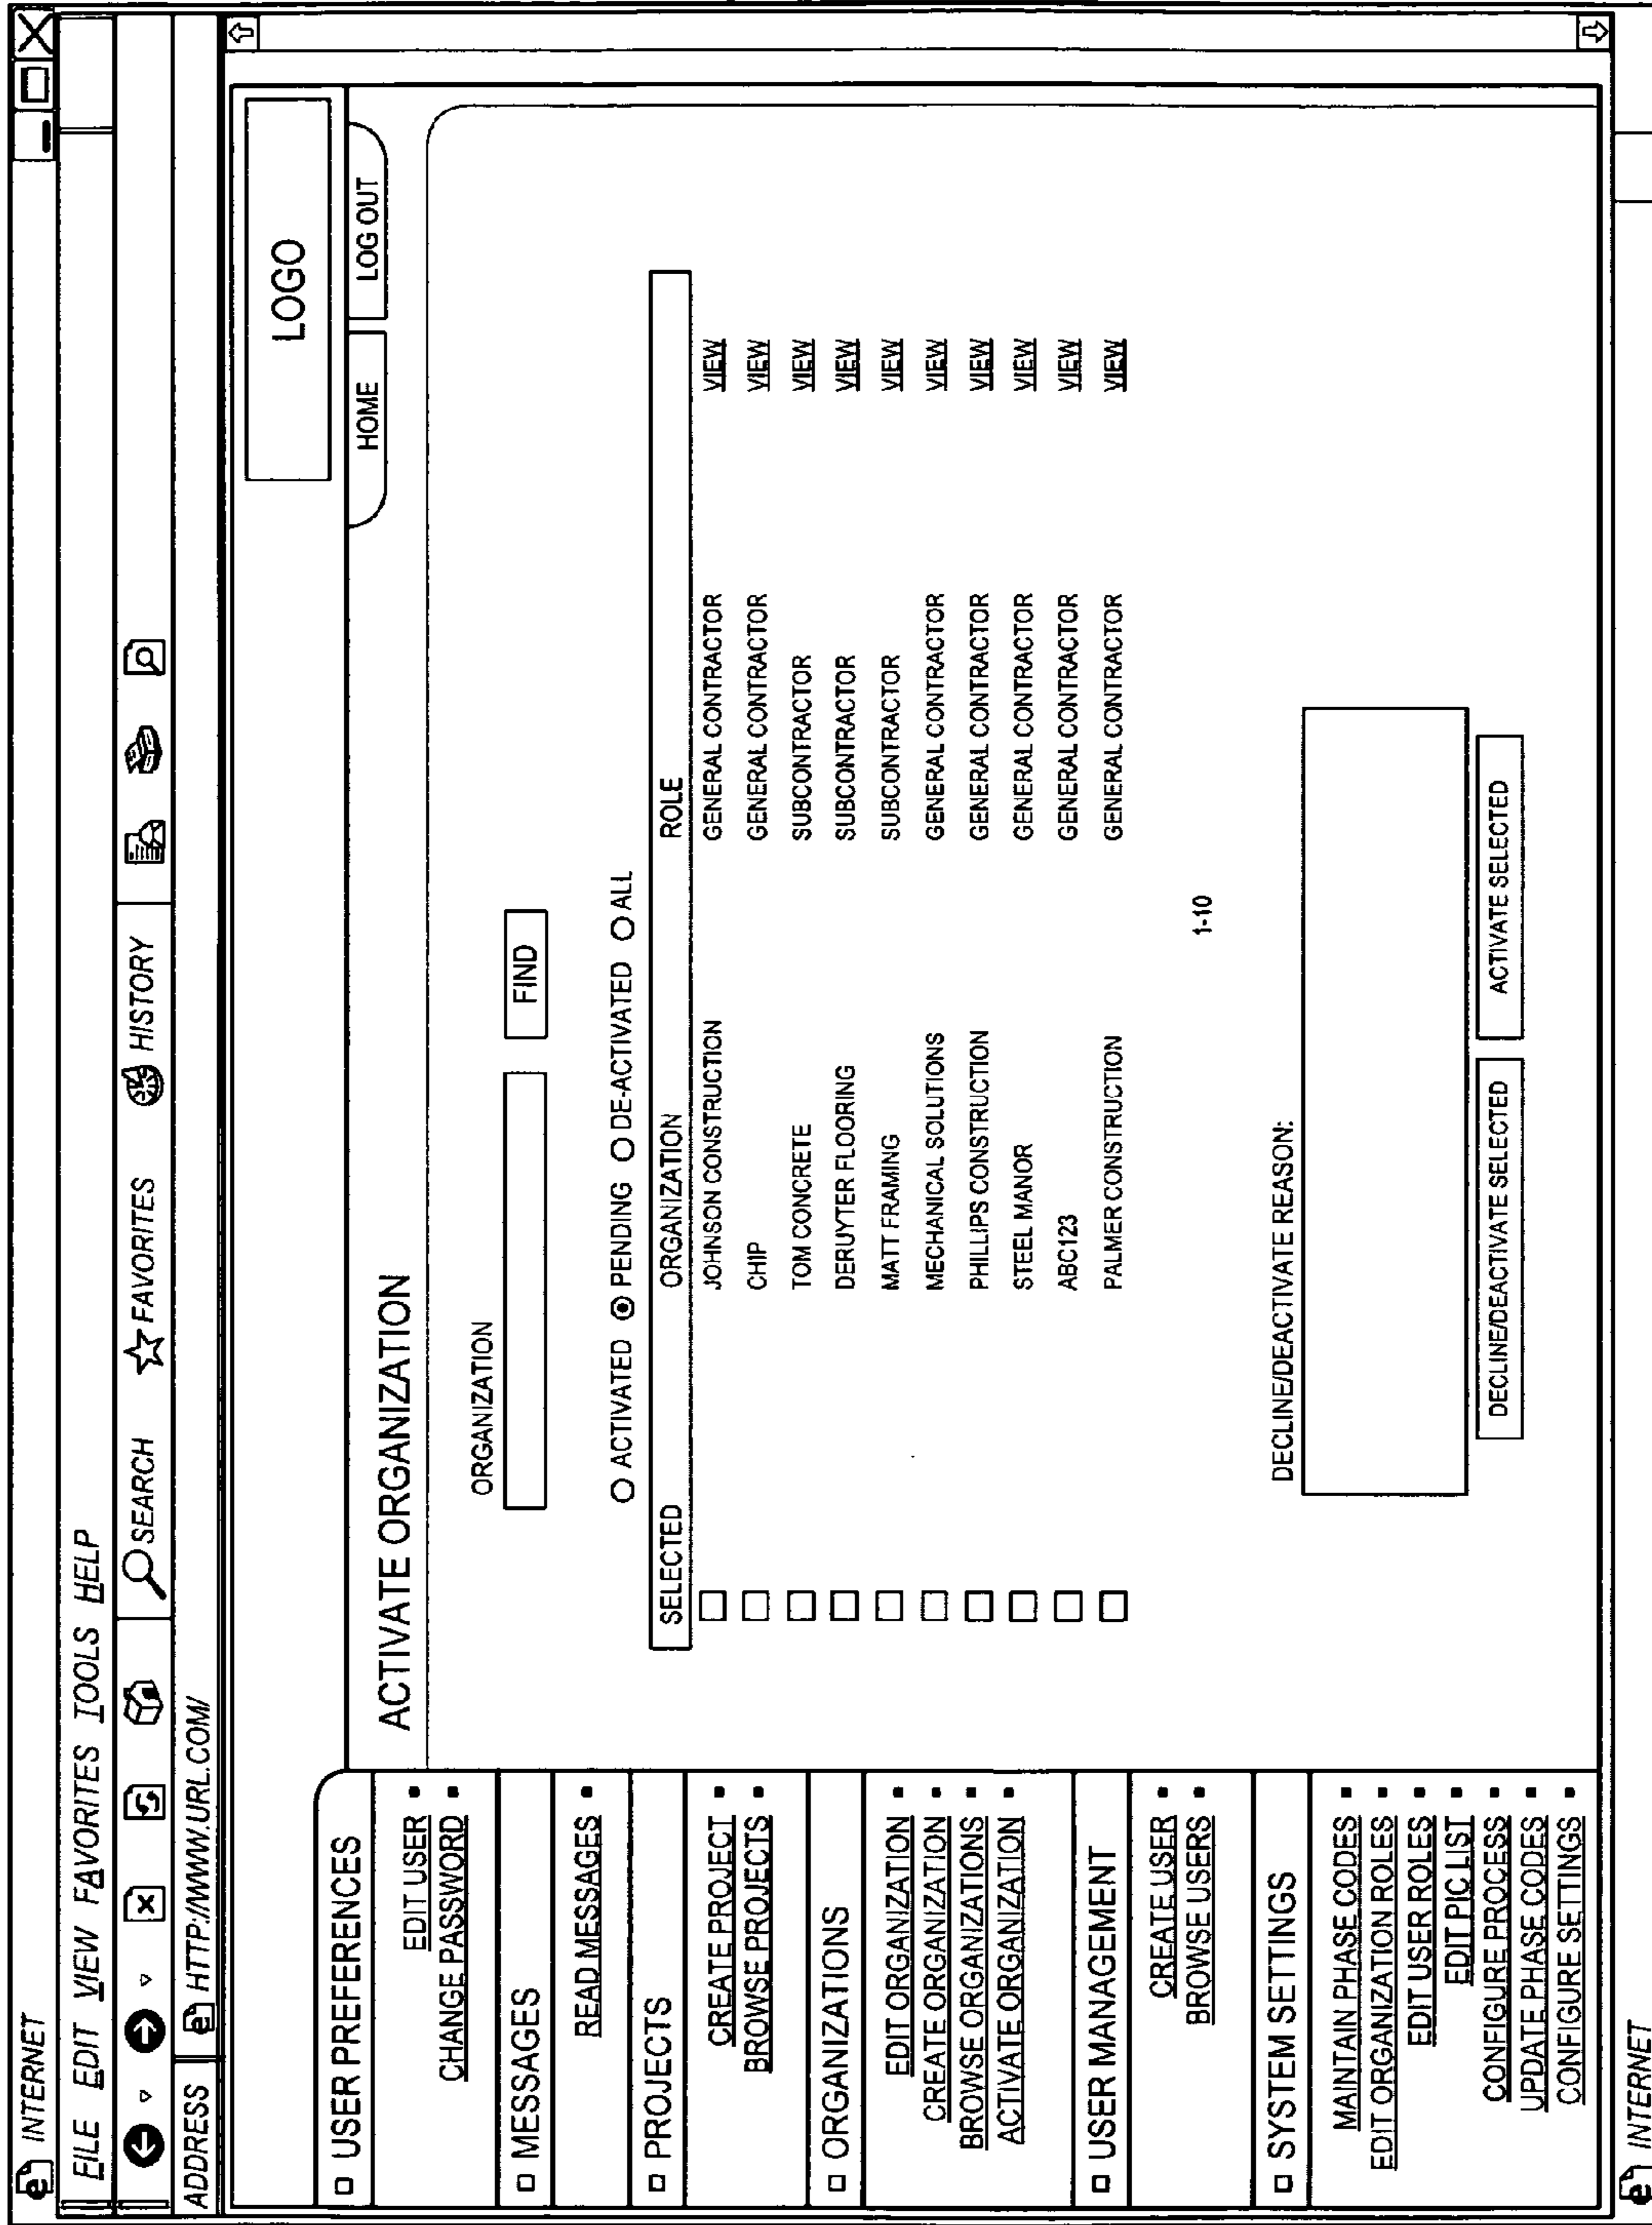 INTERNET
FILE EDIT VIEW FAVORITES TOOLS HELP
SEARCH FAVORITES HISTORY
ADDRESS HTTP://WWW.URL.COM/
LOGO
HOME LOG OUT
USER PREFERENCES
EDIT USER
CHANGE PASSWORD
MESSAGES
READ MESSAGES
PROJECTS
CREATE PROJECT
BROWSE PROJECTS
ORGANIZATIONS
EDIT ORGANIZATION
CREATE ORGANIZATION
BROWSE ORGANIZATIONS
ACTIVATE ORGANIZATION
USER MANAGEMENT
CREATE USER
BROWSE USERS
SYSTEM SETTINGS
MAINTAIN PHASE CODES
EDIT ORGANIZATION ROLES
EDIT USER ROLES
EDIT PIC LIST
CONFIGURE PROCESS
UPDATE PHASE CODES
CONFIGURE SETTINGS
ACTIVATE ORGANIZATION
ORGANIZATION
FIND
ACTIVATED PENDING DE-ACTIVATED ALL
SELECTED ORGANIZATION ROLE
JOHNSON CONSTRUCTION GENERAL CONTRACTOR VIEW
CHIP GENERAL CONTRACTOR VIEW
TOM CONCRETE SUBCONTRACTOR VIEW
DERUYTER FLOORING SUBCONTRACTOR VIEW
MATT FRAMING SUBCONTRACTOR VIEW
MECHANICAL SOLUTIONS GENERAL CONTRACTOR VIEW
PHILLIPS CONSTRUCTION GENERAL CONTRACTOR VIEW
STEEL MANOR GENERAL CONTRACTOR VIEW
ABC123 GENERAL CONTRACTOR VIEW
PALMER CONSTRUCTION GENERAL CONTRACTOR VIEW
1-10
DECLINE/DEACTIVATE REASON:
DECLINE/DEACTIVATE SELECTED ACTIVATE SELECTED
INTERNET